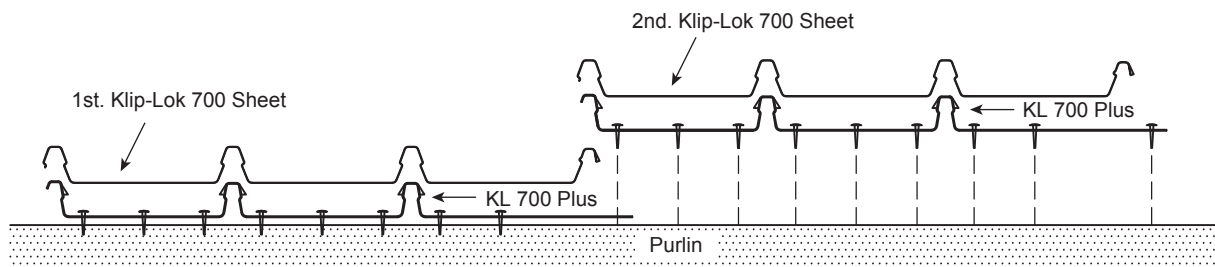 2nd. Klip-Lok 700 Sheet
1st. Klip-Lok 700 Sheet
KL 700 Plus
KL 700 Plus
Purlin